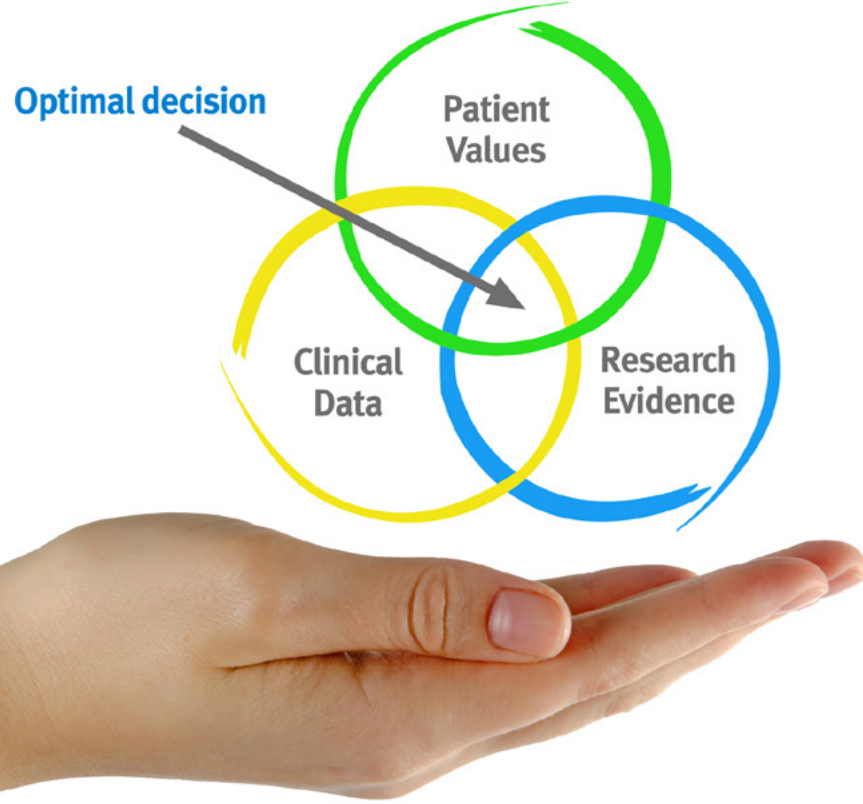 Optimal decision
Patient
Values
Clinical
Data
Research
Evidence